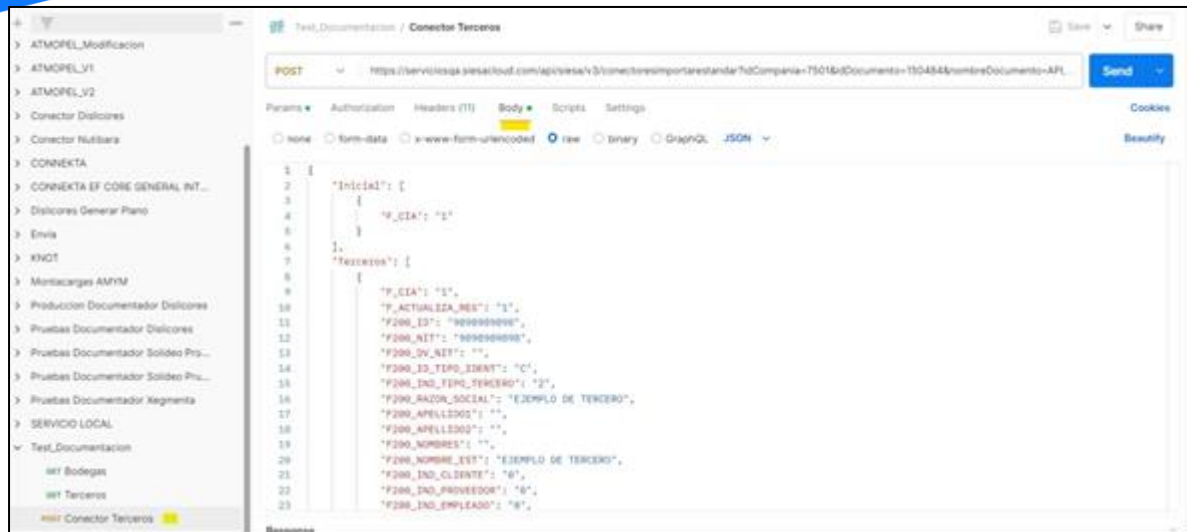 ATMOPEL_Modificacion
ATMOPEL_V1
ATMOPEL_V2
Conector Dislicores
Conector Nutibara
CONNEKTA
CONNEKTA EF CORE GENERAL INT...
Dislicores Generar Plano
Envia
KNOT
Montacargas AMYM
Produccion Documentador Dislicores
Pruebas Documentador Dislicores
Pruebas Documentador Solideo Pro...
Pruebas Documentador Solideo Pru...
Pruebas Documentador Xegmenta
SERVICIO LOCAL
Test_Documentacion
GET Bodegas
GET Terceros
POST Conector Terceros
Test_Documentacion / Conector Terceros
Save Share
POST https://serviciosqa.siesacloud.com/api/siesa/v3/conectoresimportarestandar?idCompania=7501&idDocumento=150484&nombreDocumento=API_ Send
Params Authorization Headers (11) Body Scripts Settings Cookies
none form-data x-www-form-urlencoded raw binary GraphQL JSON Beautify
1 {
2 "Inicial": [
3 {
4 "F_CIA": "1"
5 }
6 ],
7 "Terceros": [
8 {
9 "F_CIA": "1",
10 "F_ACTUALIZA_REG": "1",
11 "F200_ID": "9090909090",
12 "F200_NIT": "9090909090",
13 "F200_DV_NIT": "",
14 "F200_ID_TIPO_IDENT": "C",
15 "F200_IND_TIPO_TERCERO": "2",
16 "F200_RAZON_SOCIAL": "EJEMPLO DE TERCERO",
17 "F200_APELLIDO1": "",
18 "F200_APELLIDO2": "",
19 "F200_NOMBRES": "",
20 "F200_NOMBRE_EST": "EJEMPLO DE TERCERO",
21 "F200_IND_CLIENTE": "0",
22 "F200_IND_PROVEEDOR": "0",
23 "F200_IND_EMPLEADO": "0",
Response